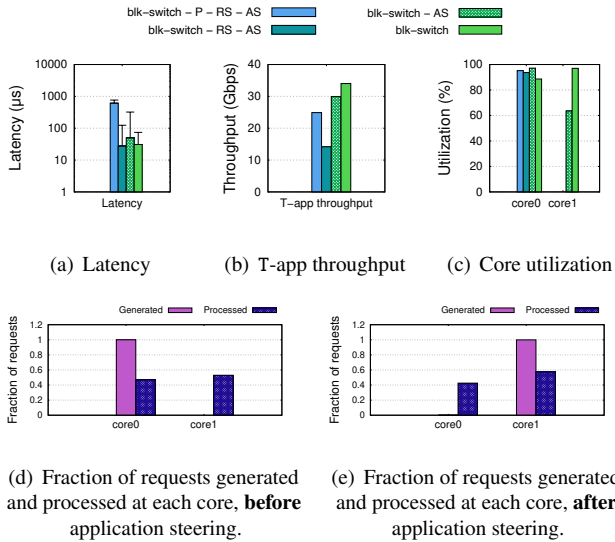 blk−switch − P − RS − AS
blk−switch − AS
blk−switch − RS − AS
blk−switch
Latency (µs)
10000
1000
100
10
1
Latency
Throughput (Gbps)
40
30
20
10
0
T−app throughput
Utilization (%)
100
80
60
40
20
0
core0 core1
(a) Latency
(b) T-app throughput
(c) Core utilization
Generated Processed
Fraction of requests
1.2
1
0.8
0.6
0.4
0.2
0
core0 core1
Generated Processed
Fraction of requests
1.2
1
0.8
0.6
0.4
0.2
0
core0 core1
(d) Fraction of requests generated
and processed at each core, before
application steering.
(e) Fraction of requests generated
and processed at each core, after
application steering.